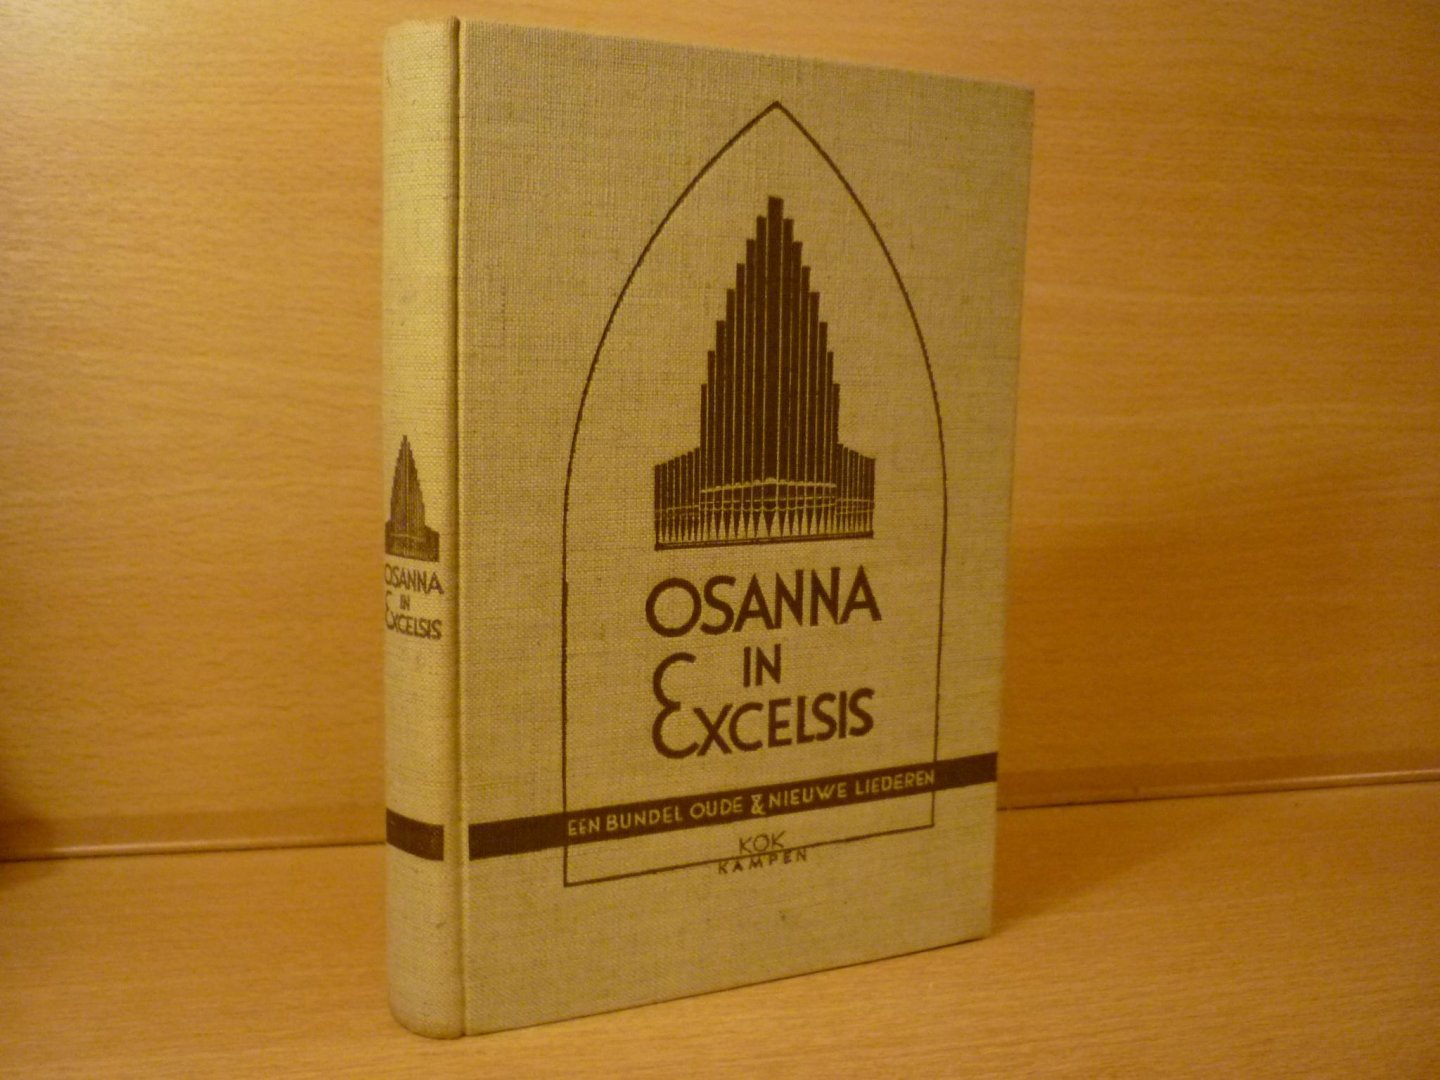 OSANNA
IN
EXCELSIS
OSANNA
IN
EXCELSIS
EEN BUNDEL OUDE & NIEUWE LIEDEREN
KOK
KAMPEN